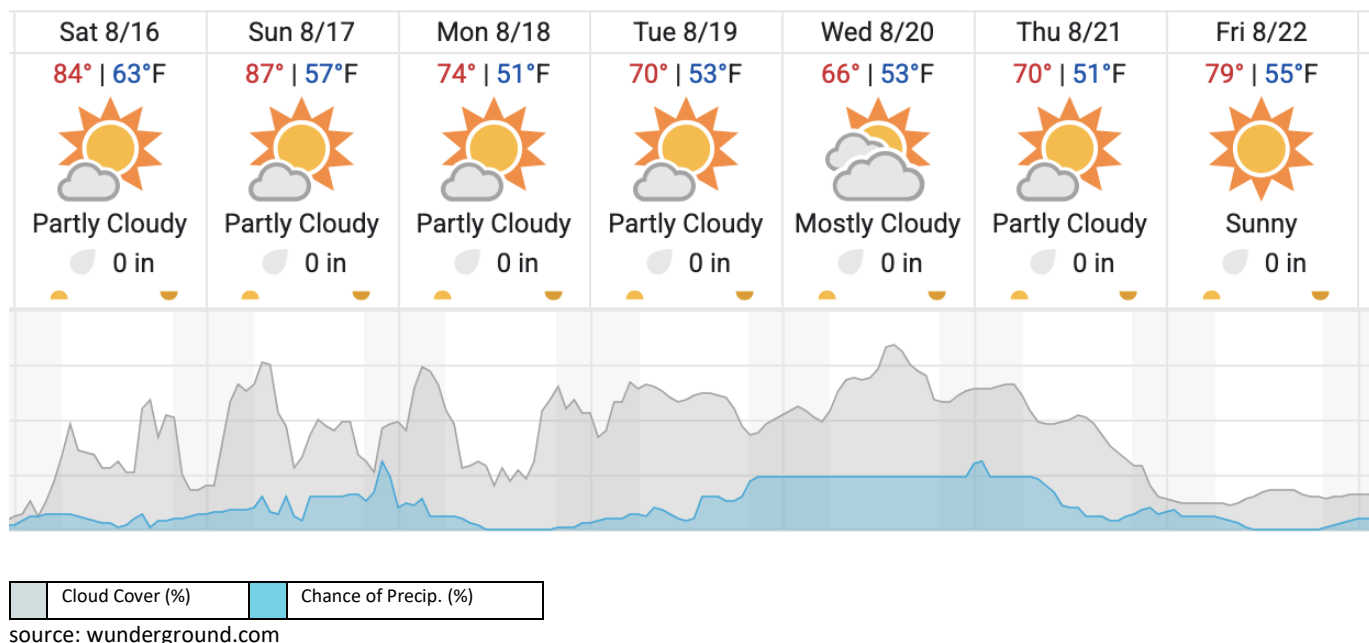 Sat 8/16 Sun 8/17 Mon 8/18 Tue 8/19 Wed 8/20 Thu 8/21 Fri 8/22
84° | 63°F 87° | 57°F 74° | 51°F 70° | 53°F 66° | 53°F 70° | 51°F 79° | 55°F
Partly Cloudy Partly Cloudy Partly Cloudy Partly Cloudy Mostly Cloudy Partly Cloudy Sunny
0 in 0 in 0 in 0 in 0 in 0 in 0 in
Cloud Cover (%) Chance of Precip. (%)
source: wunderground.com